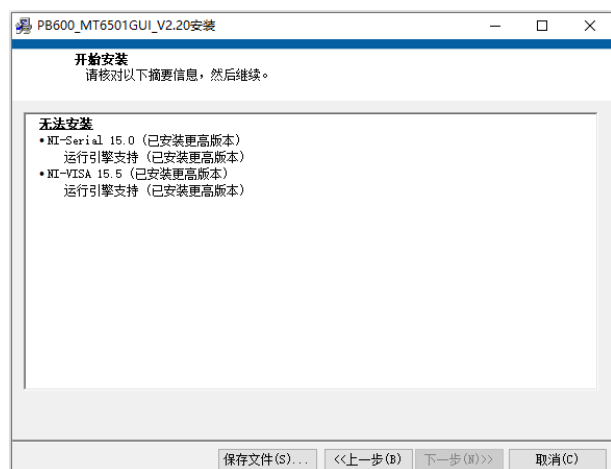 PB600_MT6501GUI_V2.20安装
开始安装
请核对以下摘要信息，然后继续。
无法安装
•NI-Serial 15.0 (已安装更高版本)
运行引擎支持 (已安装更高版本)
•NI-VISA 15.5 (已安装更高版本)
运行引擎支持 (已安装更高版本)
保存文件(S)... <<上一步(B) 下一步(N)>> 取消(C)